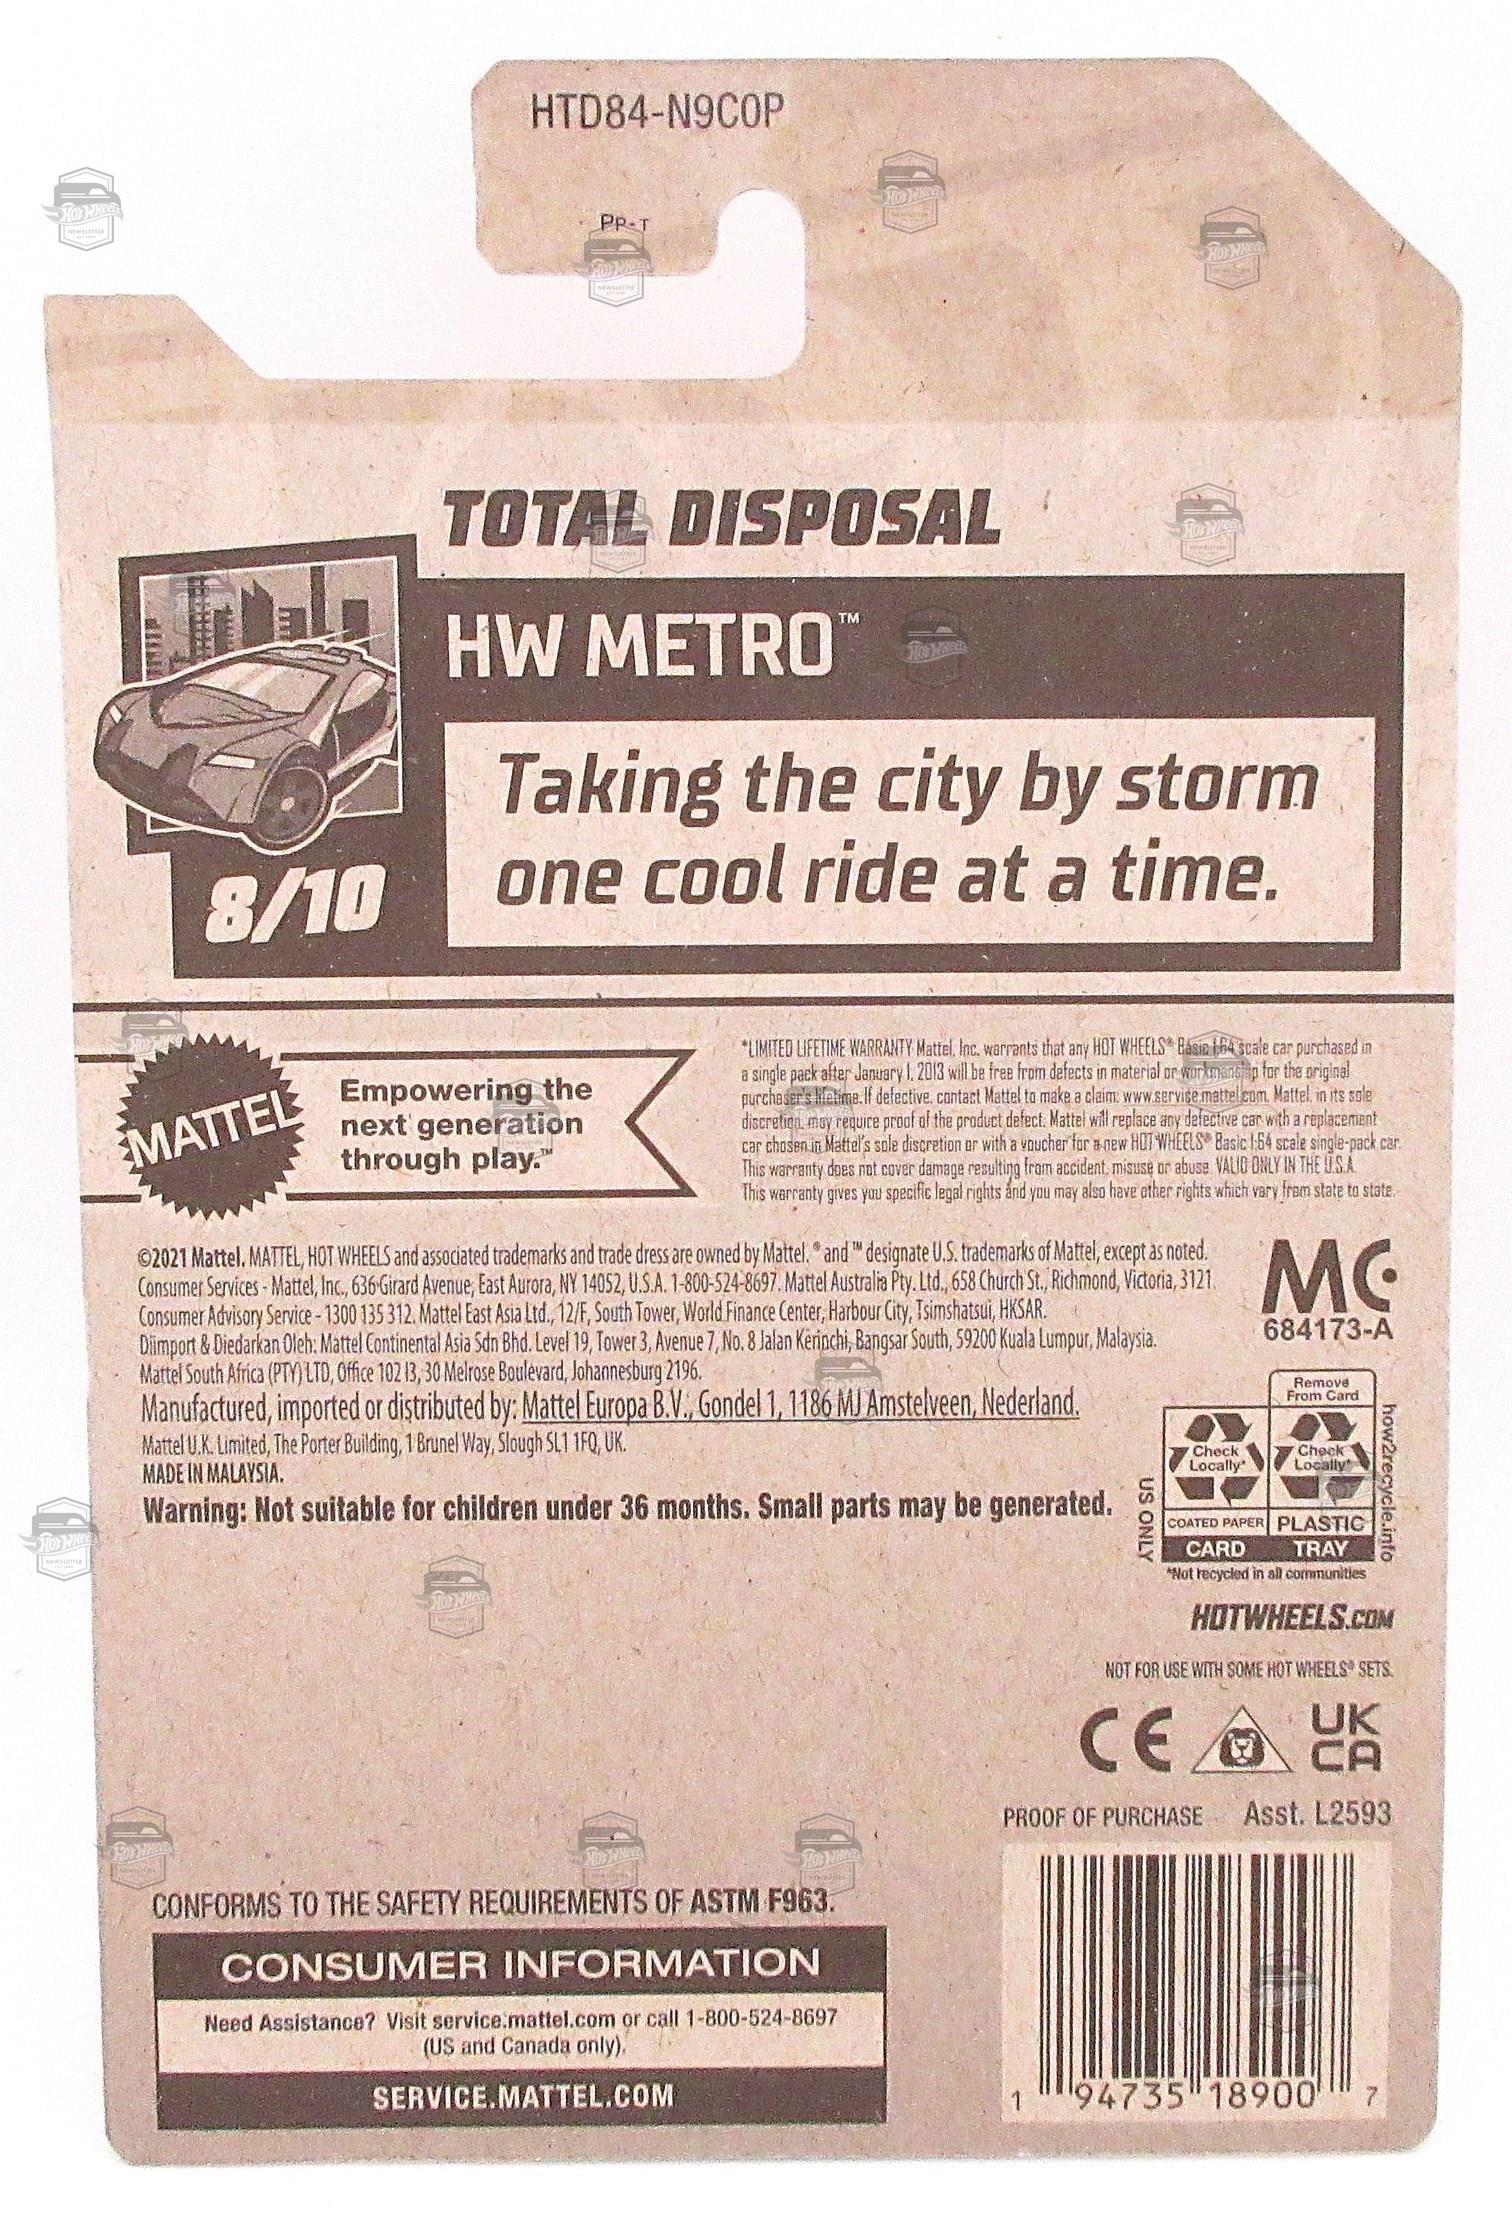 HTD84-N9C0P
PP-T
TOTAL DISPOSAL
HW METRO™
Taking the city by storm
one cool ride at a time.
8/10
MATTEL
Empowering the
next generation
through play.™
*LIMITED LIFETIME WARRANTY Mattel, Inc. warrants that any HOT WHEELS® Basic 1:64 scale car purchased in
a single pack after January 1, 2013 will be free from defects in material or workmanship for the original
purchaser's lifetime. If defective, contact Mattel to make a claim: www.service.mattel.com. Mattel, in its sole
discretion, may require proof of the product defect. Mattel will replace any defective car with a replacement
car chosen in Mattel's sole discretion or with a voucher for a new HOT WHEELS® Basic 1:64 scale single-pack car.
This warranty does not cover damage resulting from accident, misuse or abuse. VALID ONLY IN THE U.S.A.
This warranty gives you specific legal rights and you may also have other rights which vary from state to state.
©2021 Mattel. MATTEL, HOT WHEELS and associated trademarks and trade dress are owned by Mattel. ® and ™ designate U.S. trademarks of Mattel, except as noted.
Consumer Services - Mattel, Inc., 636 Girard Avenue, East Aurora, NY 14052, U.S.A. 1-800-524-8697. Mattel Australia Pty. Ltd., 658 Church St., Richmond, Victoria, 3121.
Consumer Advisory Service - 1300 135 312. Mattel East Asia Ltd., 12/F, South Tower, World Finance Center, Harbour City, Tsimshatsui, HKSAR.
Diimport & Diedarkan Oleh: Mattel Continental Asia Sdn Bhd. Level 19, Tower 3, Avenue 7, No. 8 Jalan Kerinchi, Bangsar South, 59200 Kuala Lumpur, Malaysia.
Mattel South Africa (PTY) LTD, Office 102 I3, 30 Melrose Boulevard, Johannesburg 2196.
Manufactured, imported or distributed by: Mattel Europa B.V., Gondel 1, 1186 MJ Amstelveen, Nederland.
Mattel U.K. Limited, The Porter Building, 1 Brunel Way, Slough SL1 1FQ, UK.
MADE IN MALAYSIA.
Warning: Not suitable for children under 36 months. Small parts may be generated.
MC
684173-A
Remove
From Card
Check
Locally*
Check
Locally*
COATED PAPER
PLASTIC
CARD
TRAY
US ONLY
how2recycle.info
*Not recycled in all communities
HOTWHEELS.COM
NOT FOR USE WITH SOME HOT WHEELS® SETS.
CE
UK
CA
PROOF OF PURCHASE Asst. L2593
CONFORMS TO THE SAFETY REQUIREMENTS OF ASTM F963.
CONSUMER INFORMATION
Need Assistance? Visit service.mattel.com or call 1-800-524-8697
(US and Canada only).
SERVICE.MATTEL.COM
1 94735 18900 7
Hot Wheels
NEWSLETTER